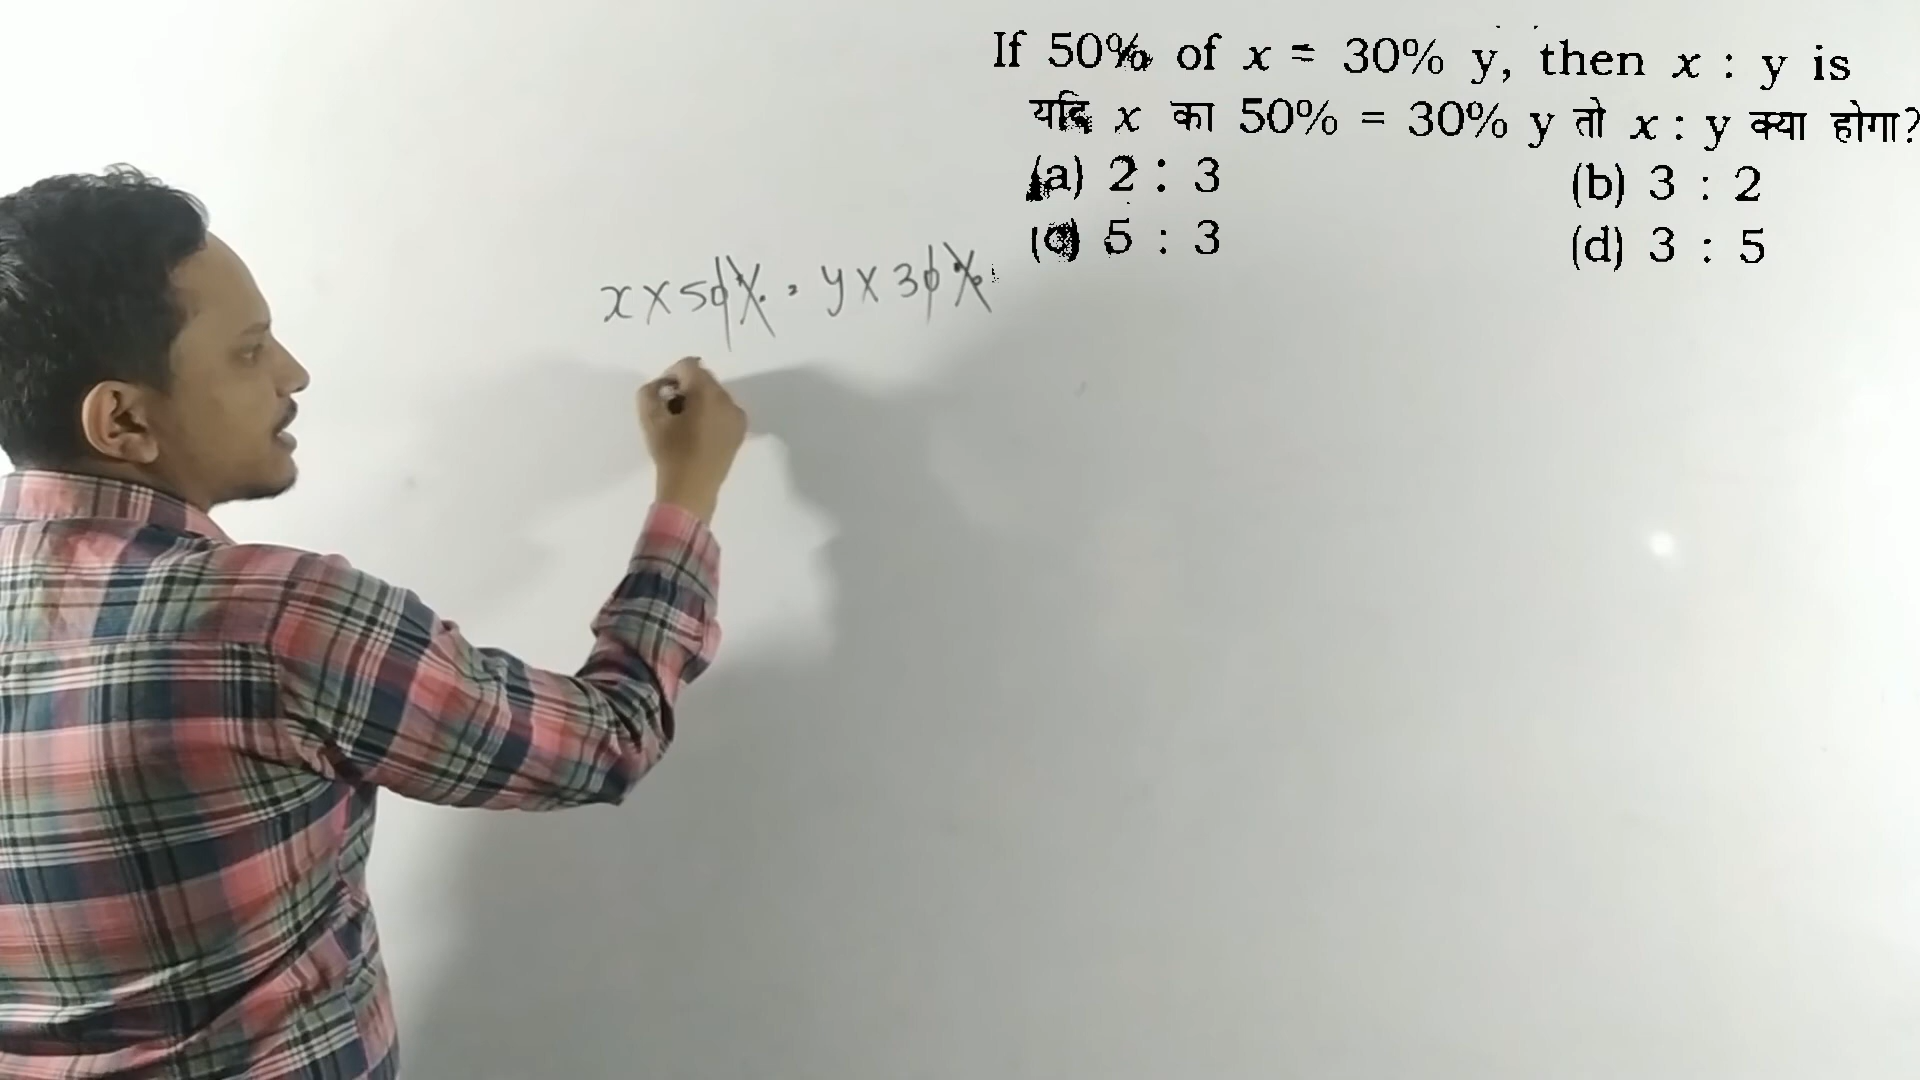 If 50% of x = 30% y, then x : y is
यदि x का 50% = 30% y तो x : y क्या होगा?
(a) 2 : 3
(b) 3 : 2
(c) 5 : 3
(d) 3 : 5
x × 50% = y × 30%